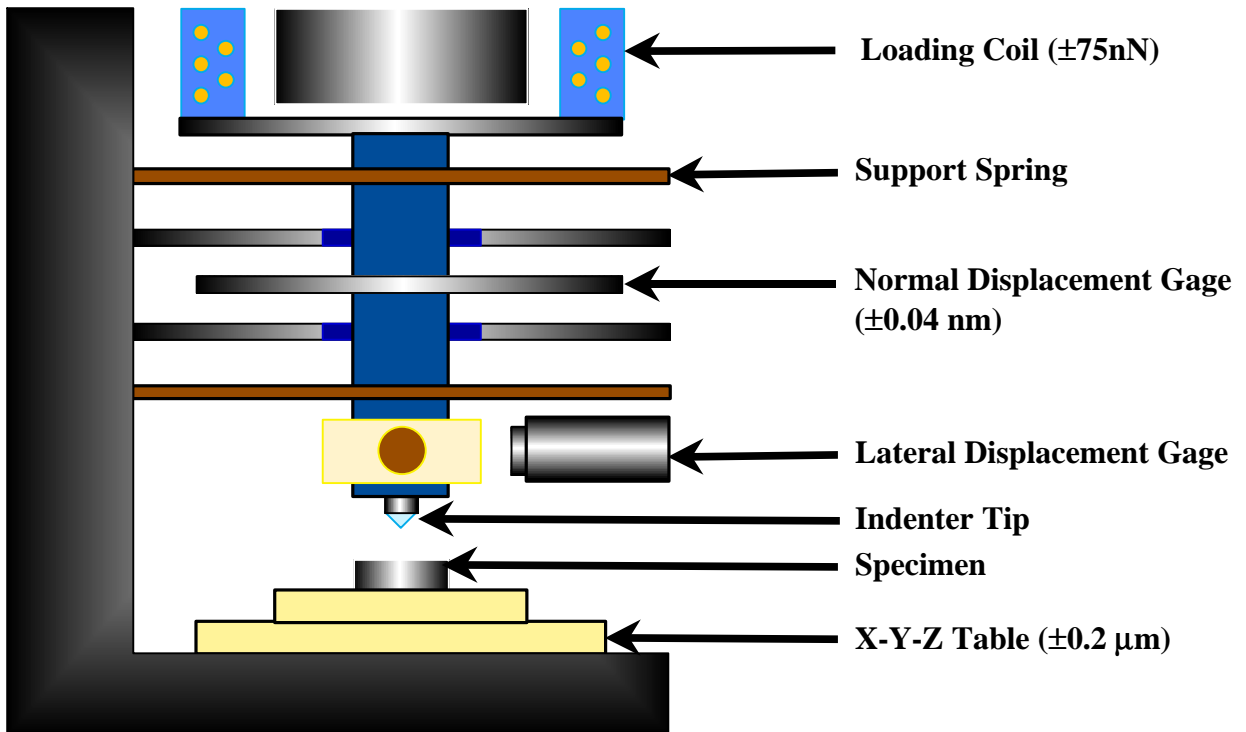 Loading Coil (±75nN)
Support Spring
Normal Displacement Gage
(±0.04 nm)
Lateral Displacement Gage
Indenter Tip
Specimen
X-Y-Z Table (±0.2 μm)